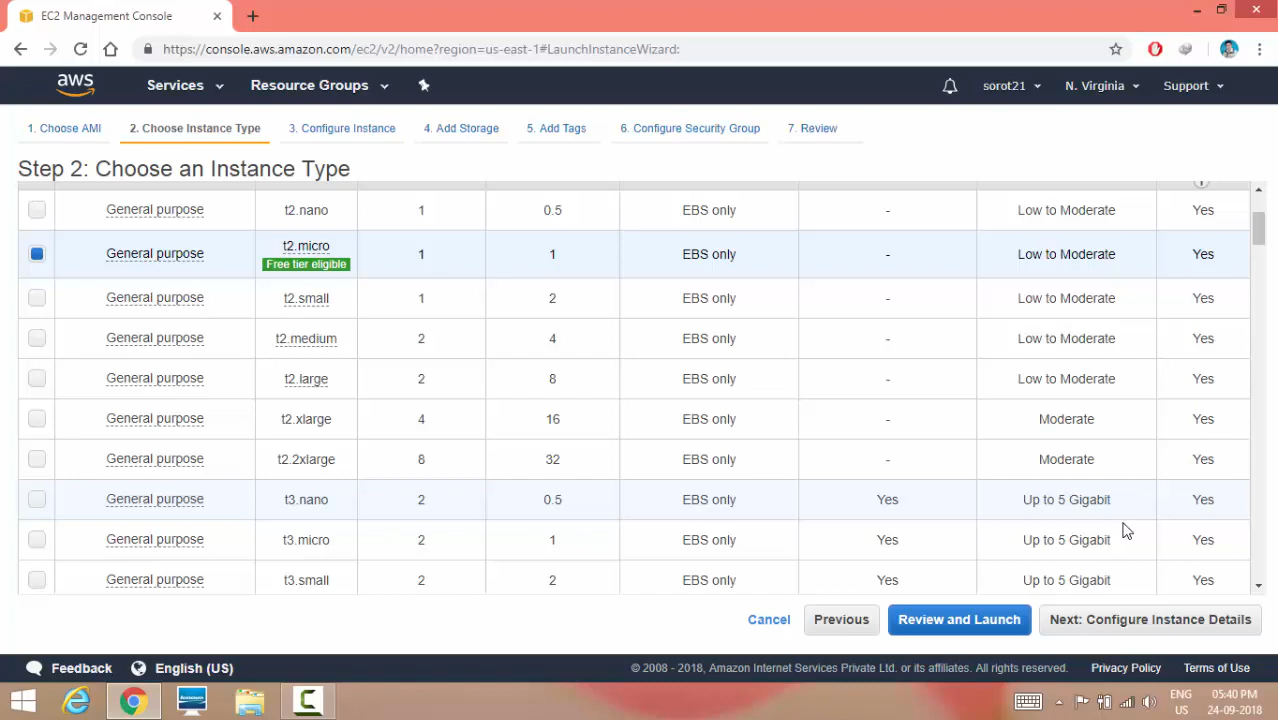 EC2 Management Console
https://console.aws.amazon.com/ec2/v2/home?region=us-east-1#LaunchInstanceWizard:
aws Services Resource Groups sorot21 N. Virginia Support
1. Choose AMI 2. Choose Instance Type 3. Configure Instance 4. Add Storage 5. Add Tags 6. Configure Security Group 7. Review
Step 2: Choose an Instance Type
General purpose t2.nano 1 0.5 EBS only - Low to Moderate Yes
General purpose t2.micro 1 1 EBS only - Low to Moderate Yes
Free tier eligible
General purpose t2.small 1 2 EBS only - Low to Moderate Yes
General purpose t2.medium 2 4 EBS only - Low to Moderate Yes
General purpose t2.large 2 8 EBS only - Low to Moderate Yes
General purpose t2.xlarge 4 16 EBS only - Moderate Yes
General purpose t2.2xlarge 8 32 EBS only - Moderate Yes
General purpose t3.nano 2 0.5 EBS only Yes Up to 5 Gigabit Yes
General purpose t3.micro 2 1 EBS only Yes Up to 5 Gigabit Yes
General purpose t3.small 2 2 EBS only Yes Up to 5 Gigabit Yes
Cancel Previous Review and Launch Next: Configure Instance Details
Feedback English (US) © 2008 - 2018, Amazon Internet Services Private Ltd. or its affiliates. All rights reserved. Privacy Policy Terms of Use
ENG 05:40 PM
US 24-09-2018